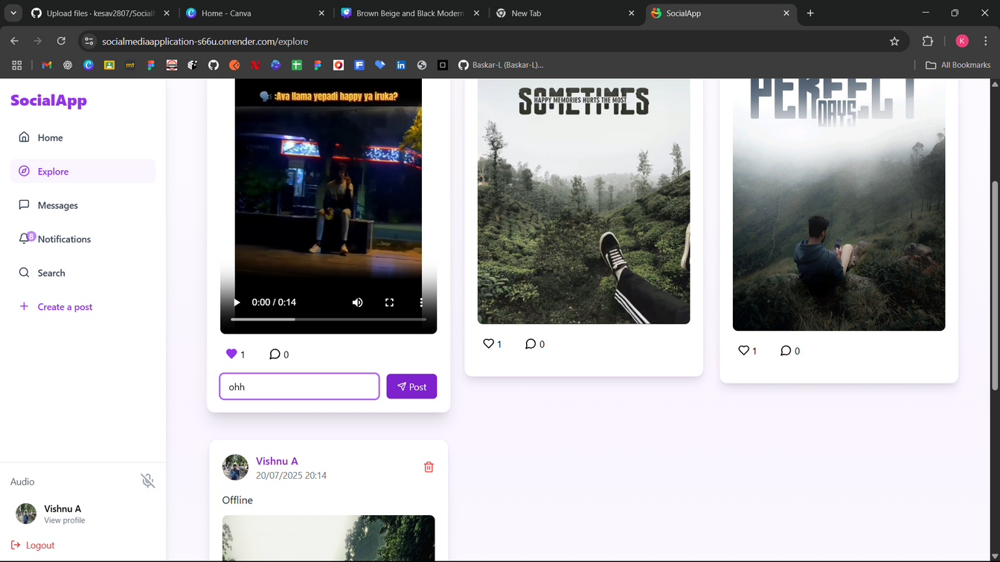 Upload files · kesav2807/Sociall
Home - Canva
Brown Beige and Black Modern
New Tab
SocialApp
socialmediaapplication-s66u.onrender.com/explore
K
mt
Baskar-L (Baskar-L)...
All Bookmarks
SocialApp
Home
Explore
Messages
8
Notifications
Search
Create a post
Audio
Vishnu A
View profile
Logout
:Ava llama yepadi happy ya iruka?
0:00 / 0:14
1
0
ohh
Post
SOMETIMES
HAPPY MEMORIES HURTS THE MOST
1
0
PERFECT
DAYS
1
0
Vishnu A
20/07/2025 20:14
Offline